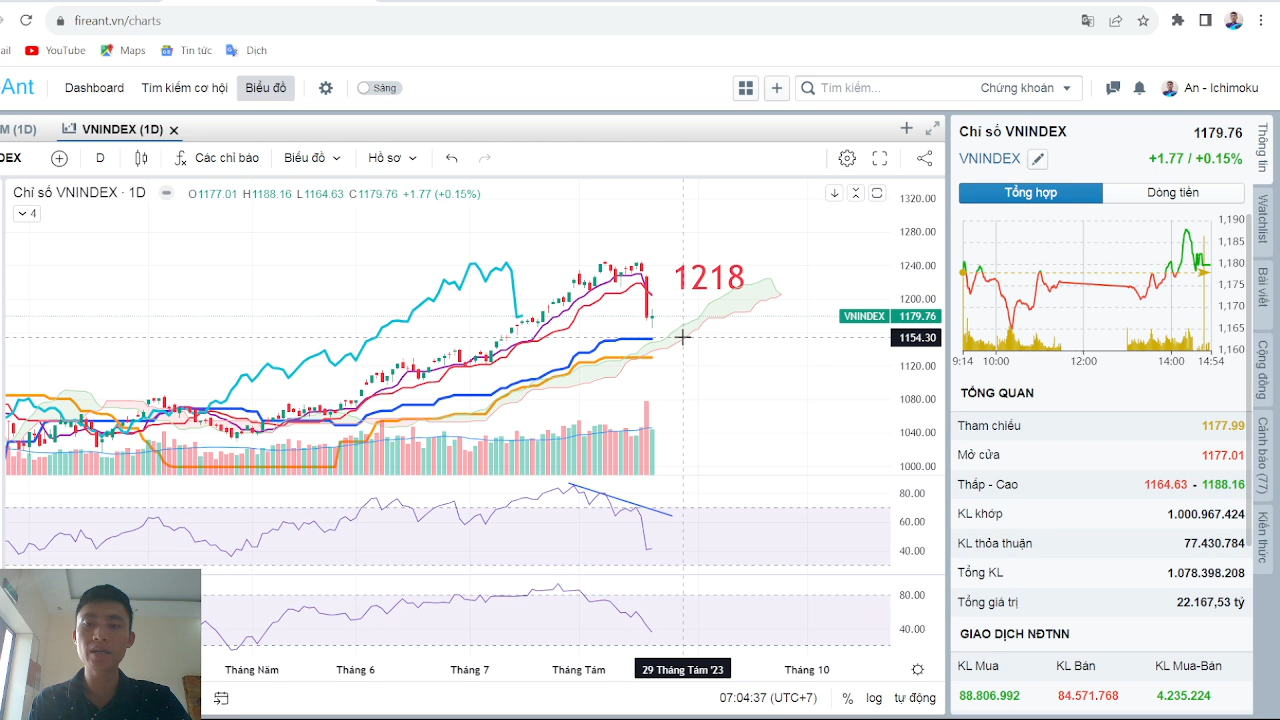 fireant.vn/charts
ail YouTube Maps Tin tức Dịch
Ant Dashboard Tìm kiếm cơ hội Biểu đồ Sáng Tìm kiếm... Chứng khoán An - Ichimoku
M (1D) VNINDEX (1D)
DEX D Các chỉ báo Biểu đồ Hồ sơ
Chỉ số VNINDEX · 1D O1177.01 H1188.16 L1164.63 C1179.76 +1.77 (+0.15%)
4
1320.00
1280.00
1240.00
1218
1200.00
VNINDEX 1179.76
1154.30
1120.00
1080.00
1040.00
1000.00
80.00
60.00
40.00
80.00
40.00
Tháng Năm Tháng 6 Tháng 7 Tháng Tám 29 Tháng Tám '23 Tháng 10
07:04:37 (UTC+7) % log tự động
Chỉ số VNINDEX 1179.76
VNINDEX +1.77 / +0.15%
Tổng hợp Dòng tiền
1,190
1,185
1,180
1,175
1,170
1,165
1,160
9:14 10:00 12:00 14:00 14:54
TỔNG QUAN
Tham chiếu 1177.99
Mở cửa 1177.01
Thấp - Cao 1164.63 - 1188.16
KL khớp 1.000.967.424
KL thỏa thuận 77.430.784
Tổng KL 1.078.398.208
Tổng giá trị 22.167,53 tỷ
GIAO DỊCH NĐTNN
KL Mua KL Bán KL Mua-Bán
88.806.992 84.571.768 4.235.224
Thông tin
Watchlist
Bài viết
Cộng đồng
Cảnh báo (77)
Kiến thức